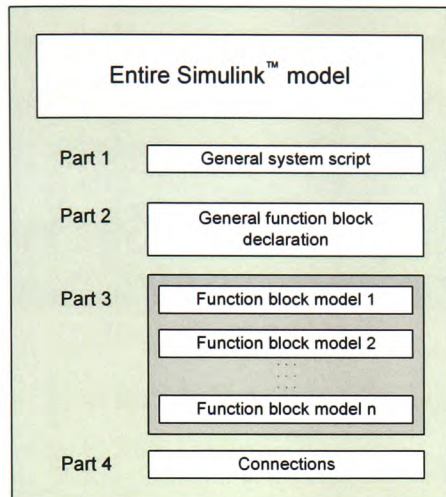 Entire Simulink™ model
Part 1
General system script
Part 2
General function block
declaration
Part 3
Function block model 1
Function block model 2
Function block model n
Part 4
Connections